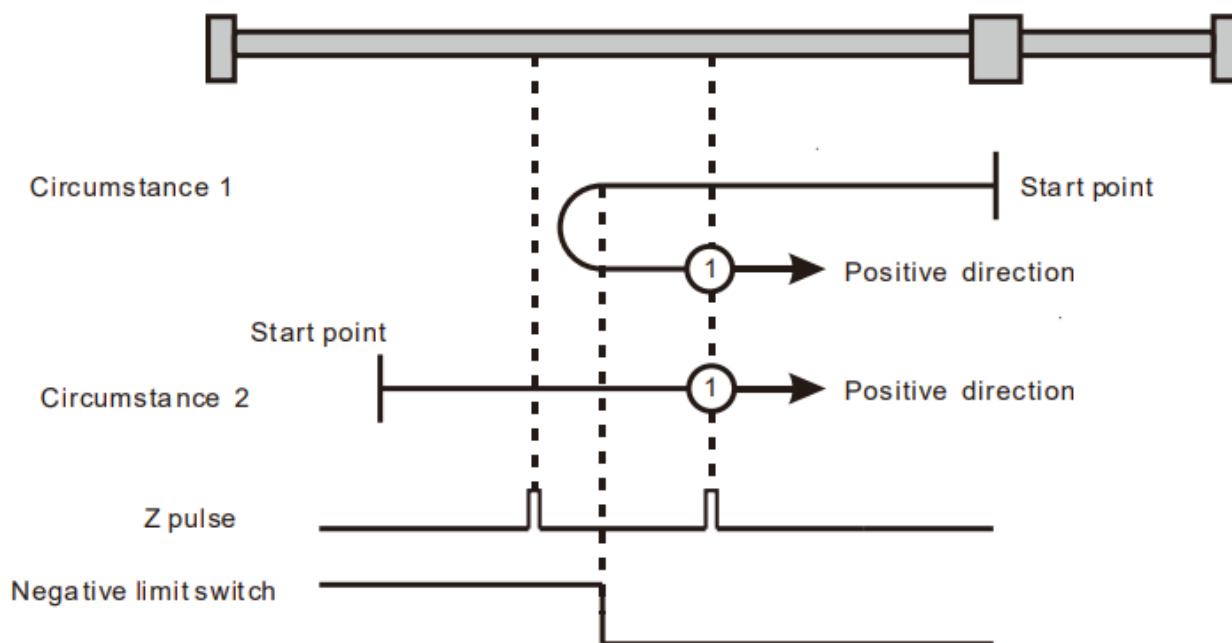 Circumstance 1
Start point
1
Positive direction
Start point
Circumstance 2
1
Positive direction
Z pulse
Negative limit switch